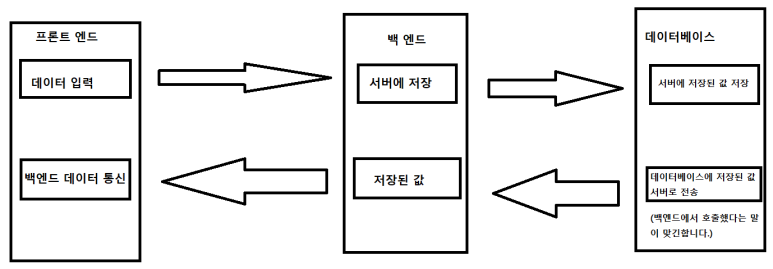 프론트 엔드
데이터 입력
백엔드 데이터 통신
백 엔드
서버에 저장
저장된 값
데이터베이스
서버에 저장된 값 저장
데이터베이스에 저장된 값
서버로 전송
(백엔드에서 호출했다는 말
이 맞긴합니다.)